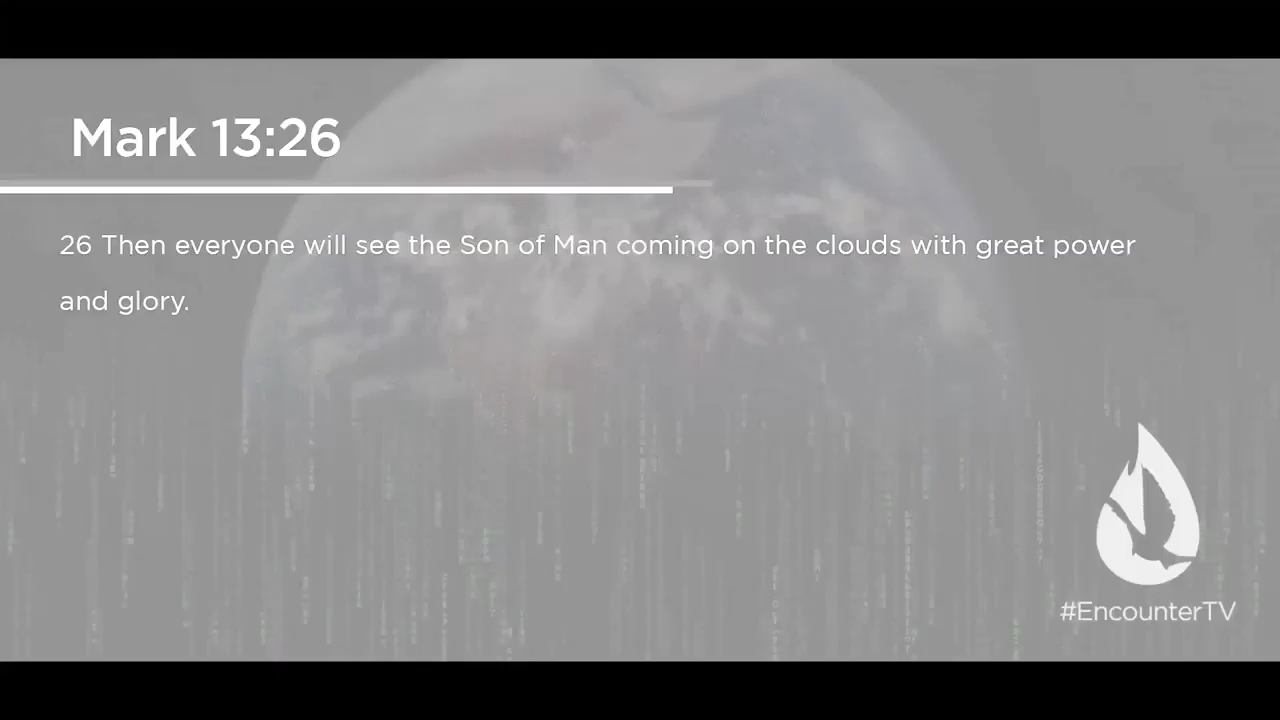 Mark 13:26
26 Then everyone will see the Son of Man coming on the clouds with great power
and glory.
#EncounterTV